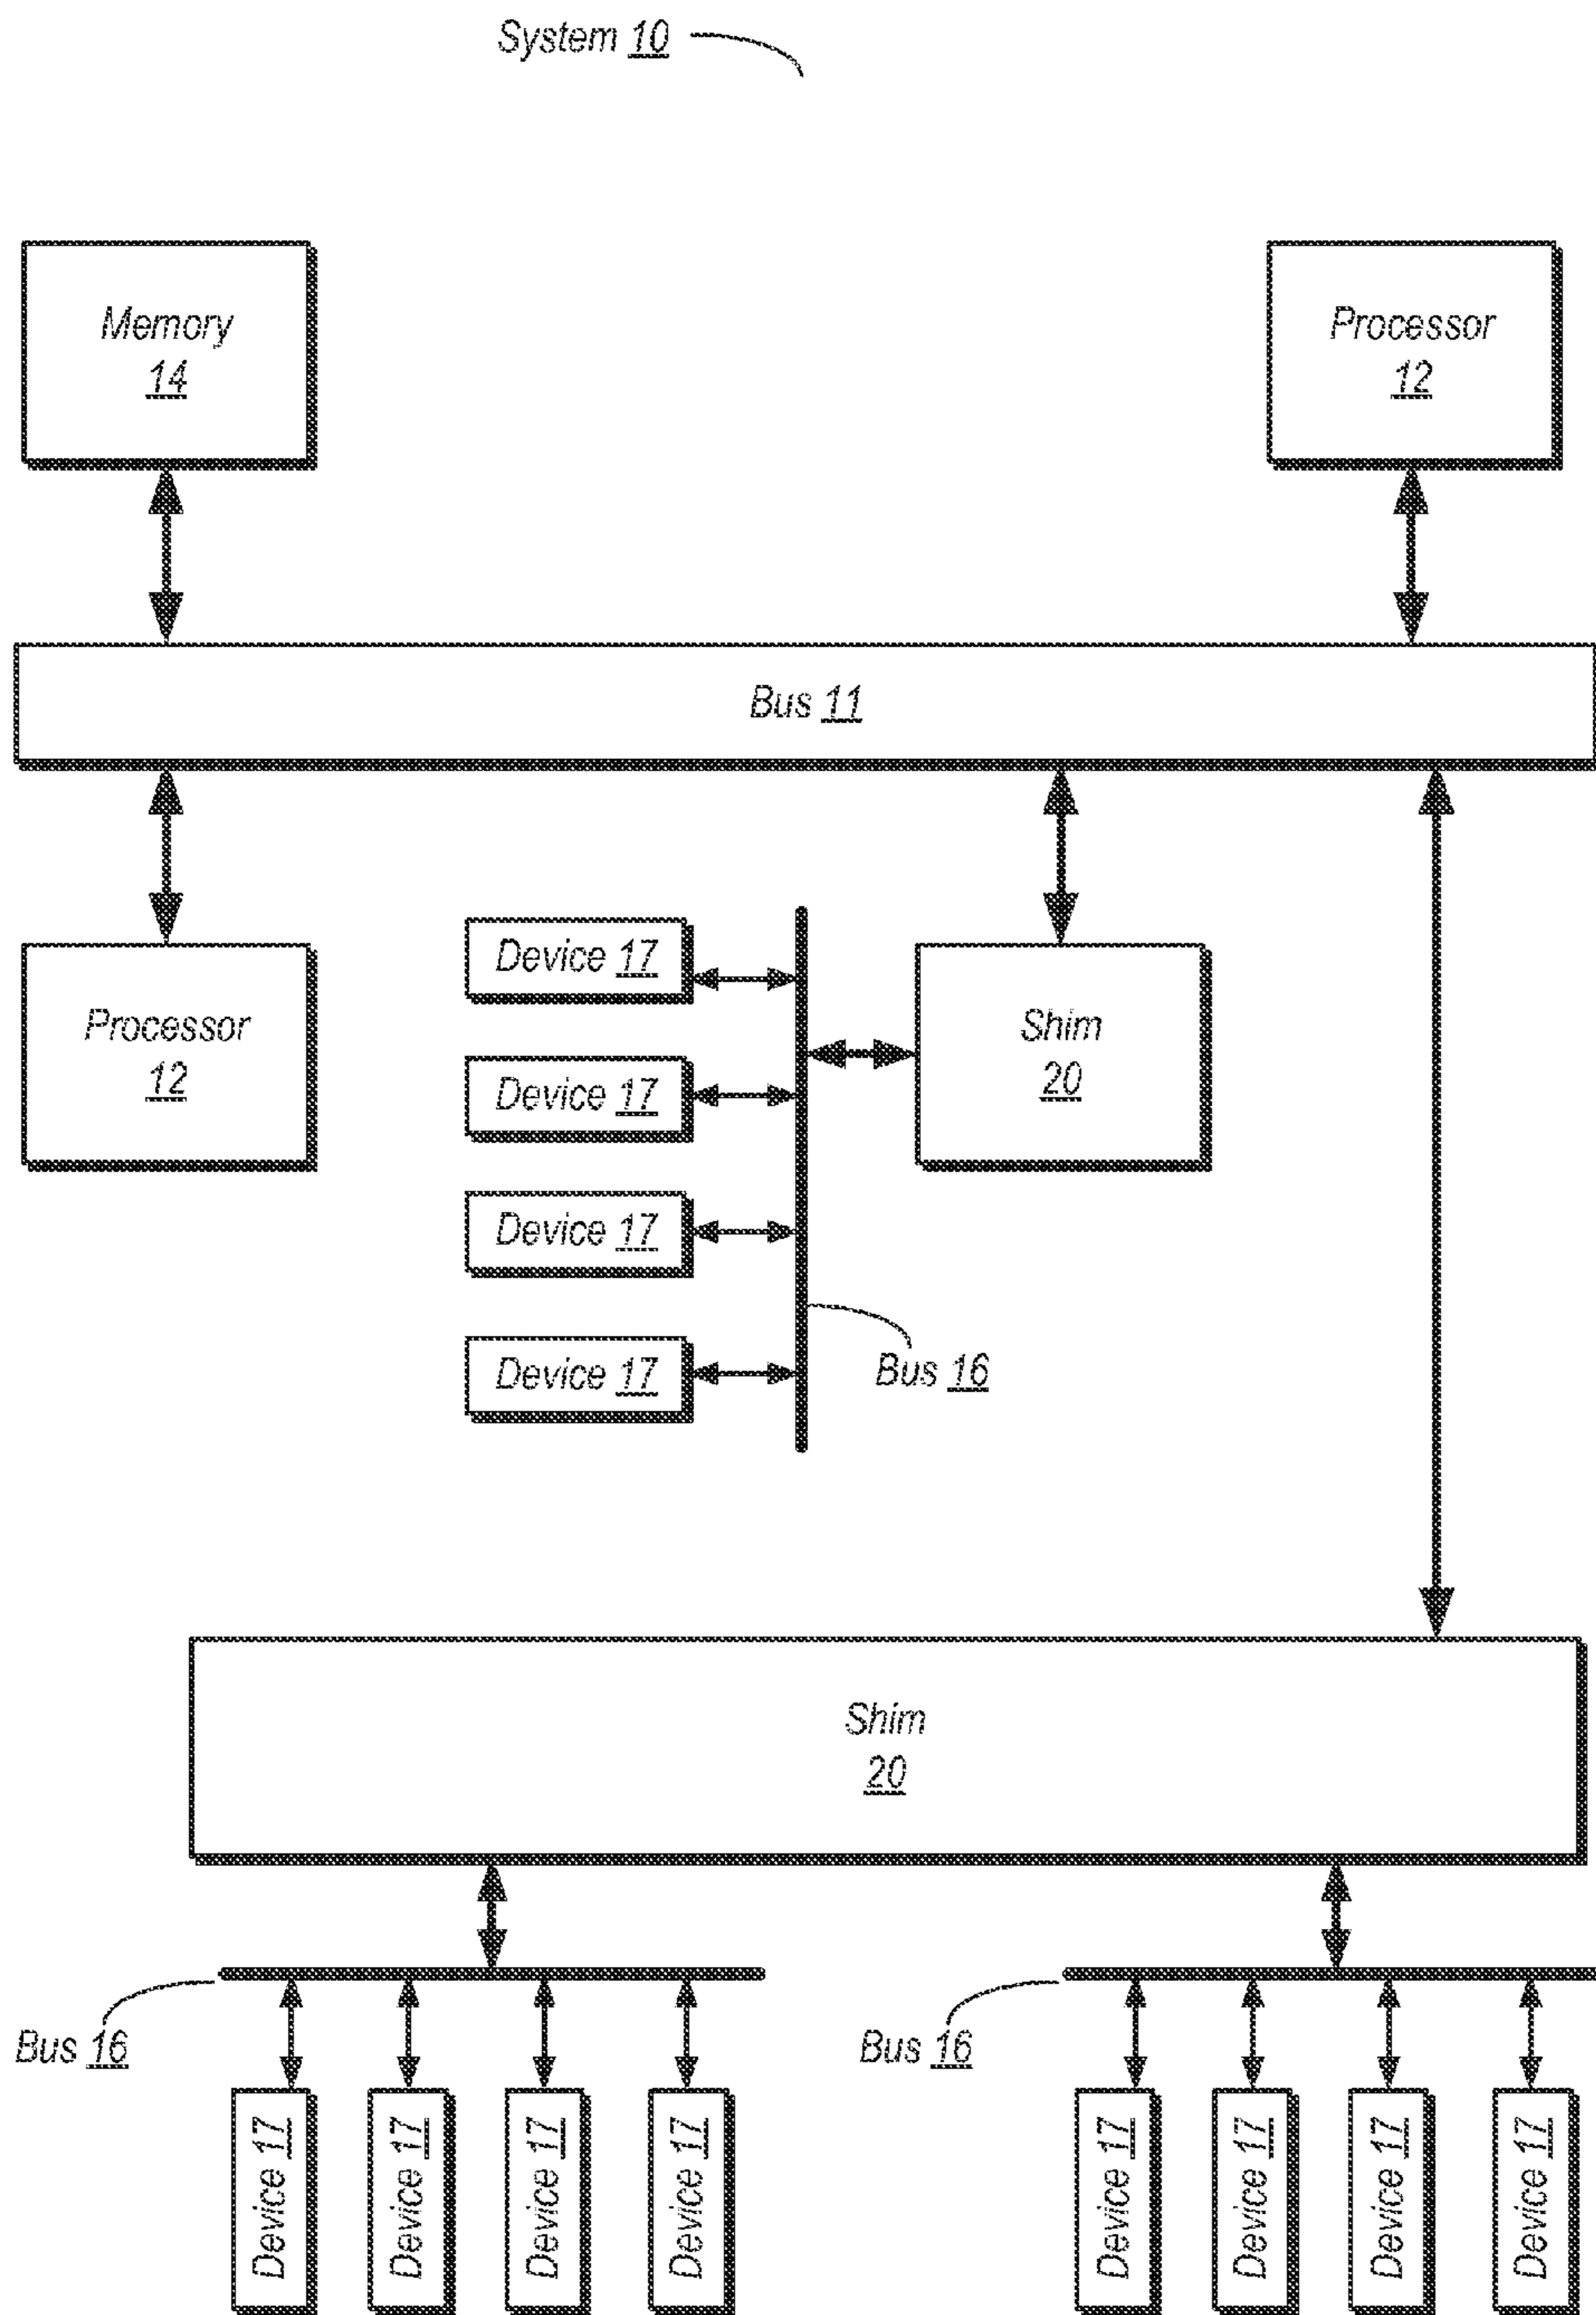 System 10
Memory
14
Processor
12
Bus 11
Processor
12
Device 17
Device 17
Device 17
Device 17
Shim
20
Bus 16
Shim
20
Bus 16
Device 17
Device 17
Device 17
Device 17
Bus 16
Device 17
Device 17
Device 17
Device 17